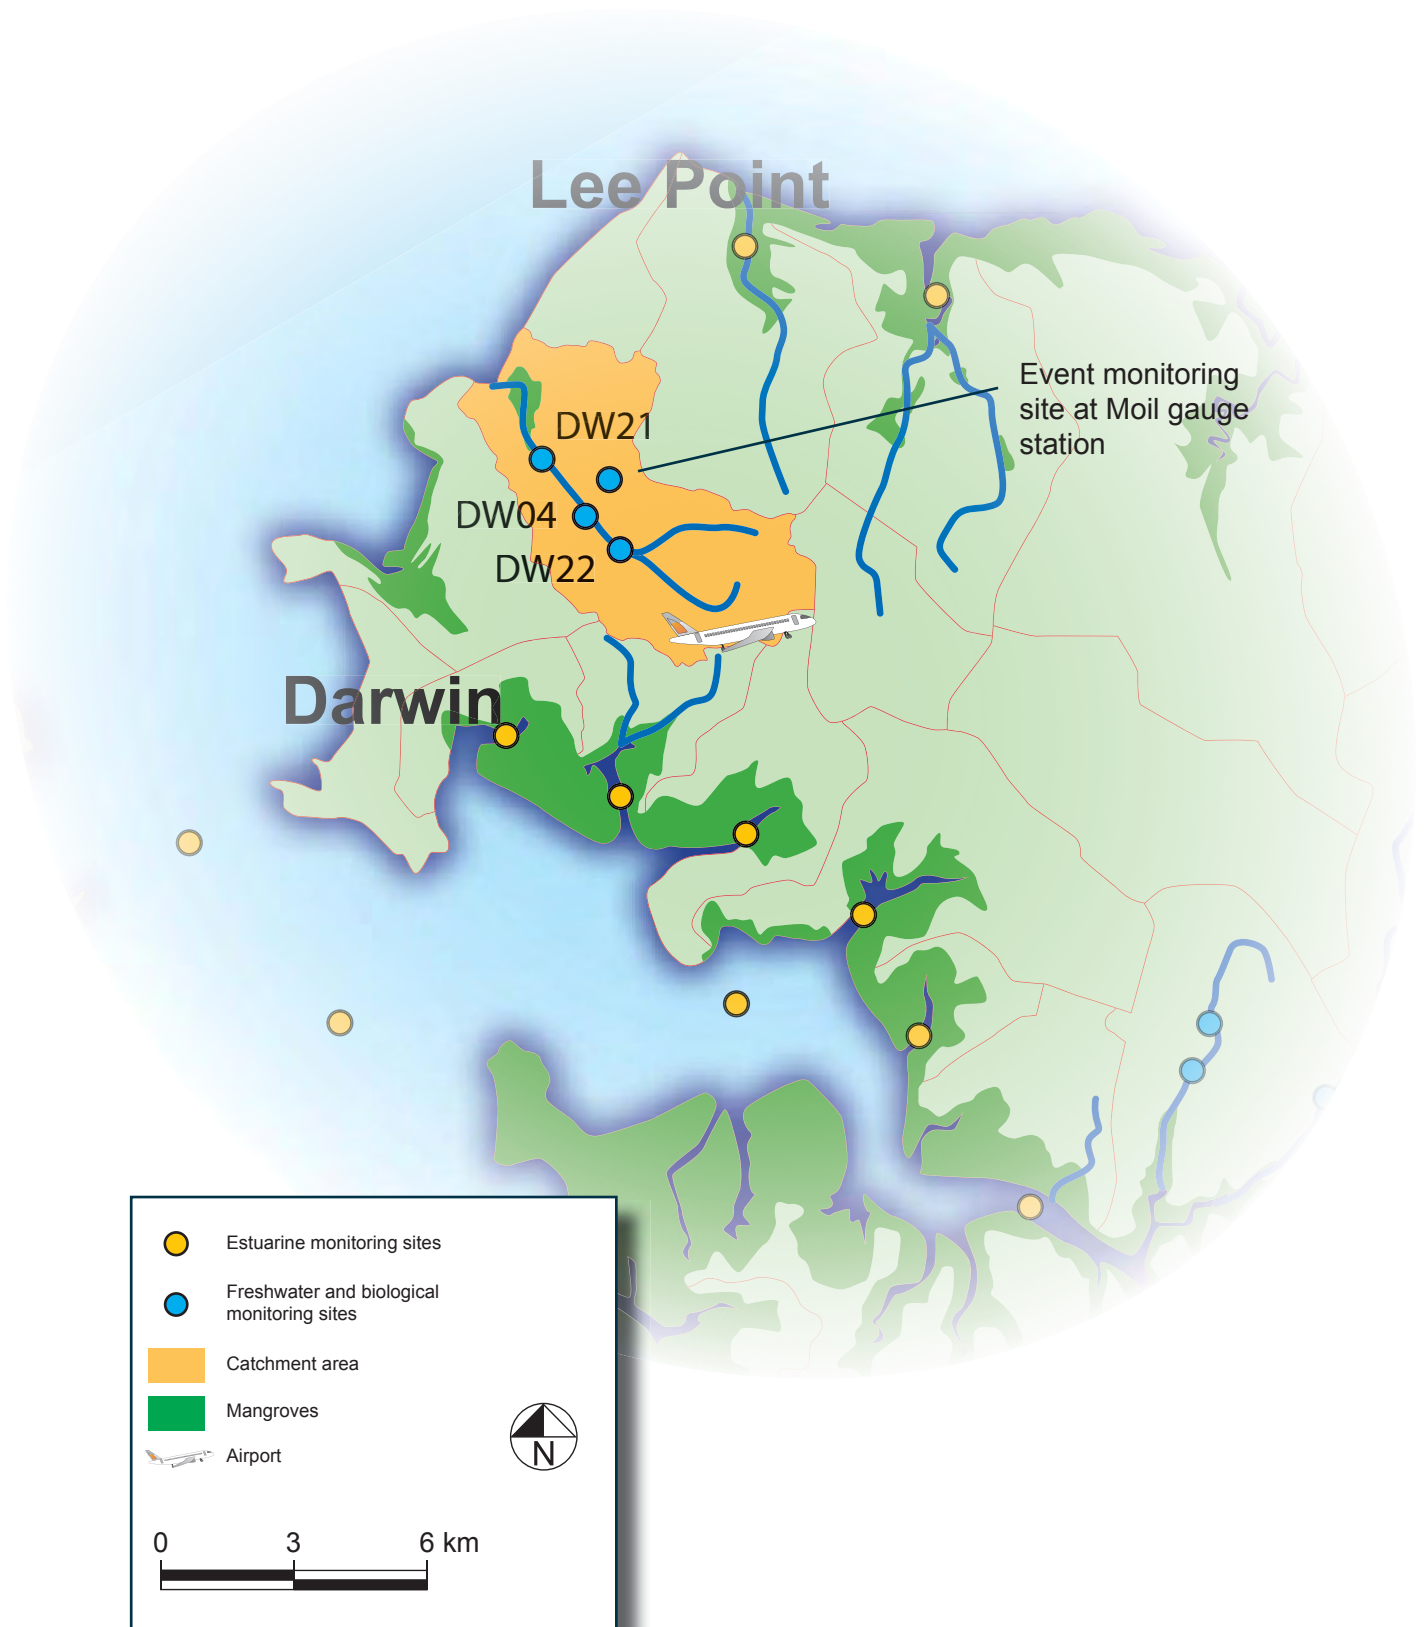 Lee Point
Event monitoring
site at Moil gauge
station
DW21
DW04
DW22
Darwin
Estuarine monitoring sites
Freshwater and biological
monitoring sites
Catchment area
Mangroves
Airport
N
0 3 6 km